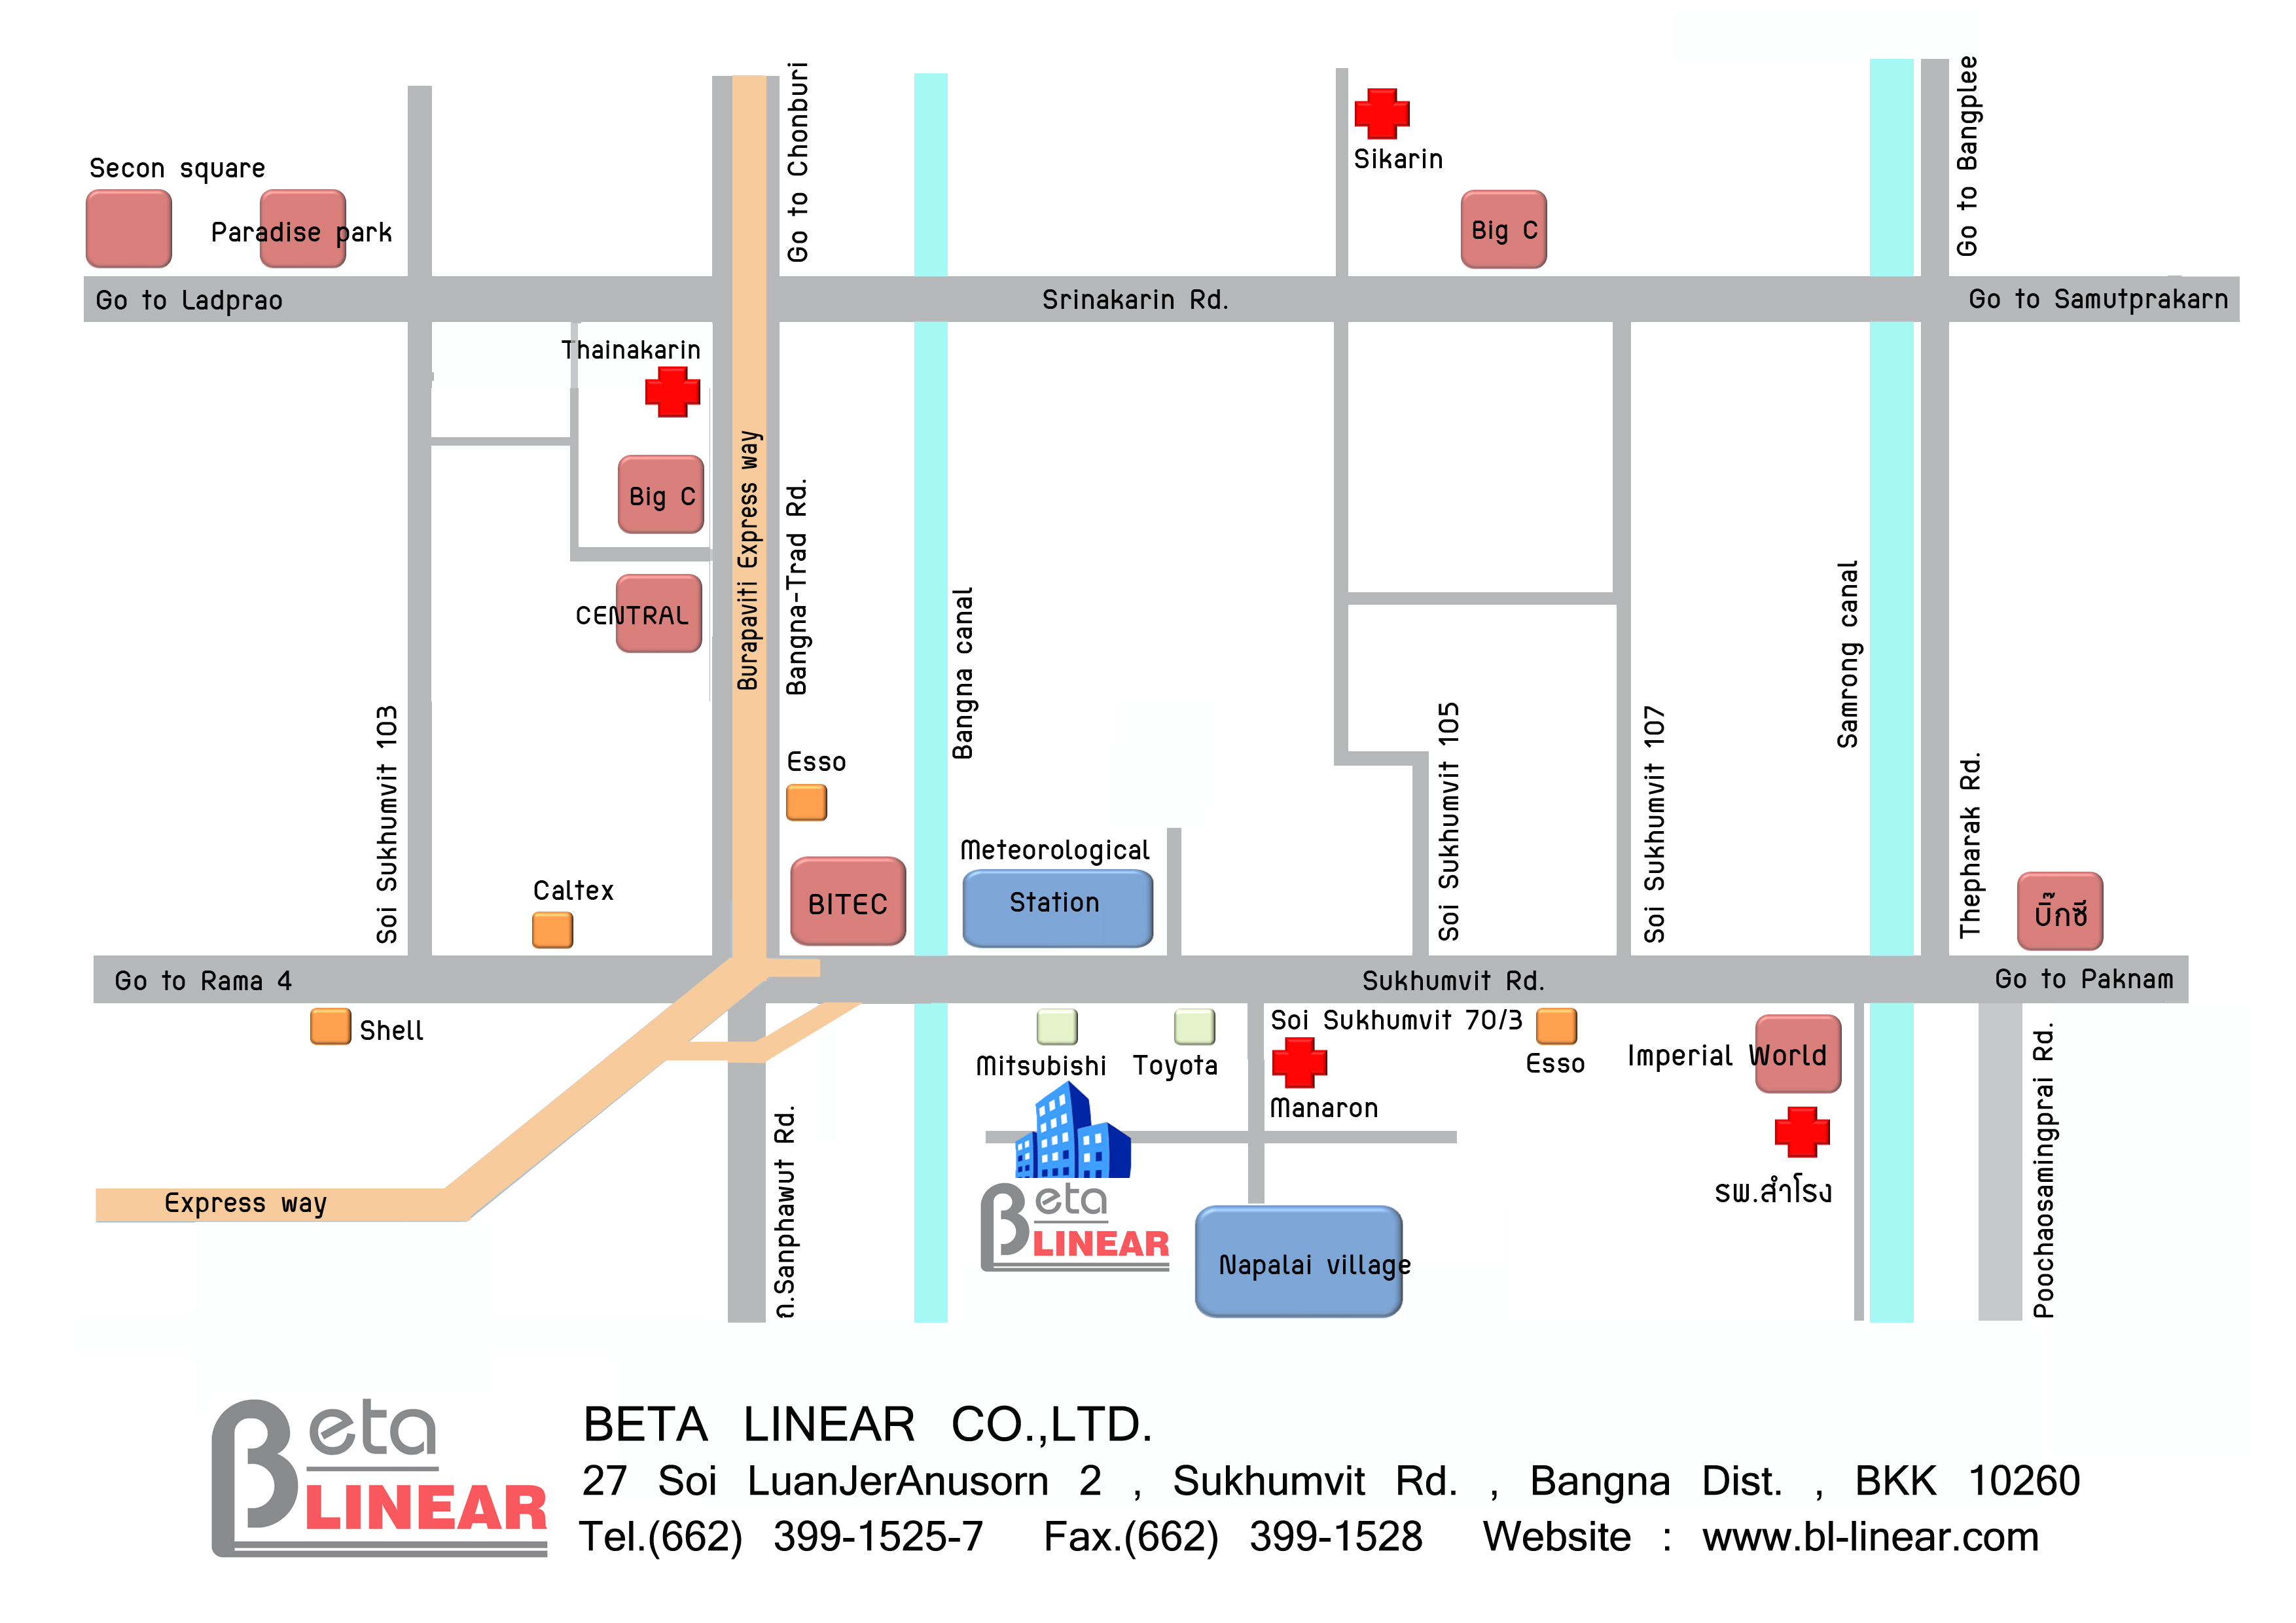 Go to Chonburi
Go to Bangplee
Sikarin
Secon square
Paradise park
Big C
Go to Ladprao
Srinakarin Rd.
Go to Samutprakarn
Thainakarin
Big C
CENTRAL
Burapaviti Express way
Bangna-Trad Rd.
Bangna canal
Samrong canal
Soi Sukhumvit 103
Soi Sukhumvit 105
Soi Sukhumvit 107
Thepharak Rd.
Esso
Meteorological
Station
Caltex
BITEC
บิ๊กซี
Go to Rama 4
Sukhumvit Rd.
Go to Paknam
Shell
Mitsubishi
Toyota
Soi Sukhumvit 70/3
Manaron
Esso
Imperial World
รพ.สำโรง
Poochaosamingprai Rd.
ถ.Sanphawut Rd.
Express way
Beta
LINEAR
Napalai village
Beta
LINEAR
BETA LINEAR CO.,LTD.
27 Soi LuanJerAnusorn 2 , Sukhumvit Rd. , Bangna Dist. , BKK 10260
Tel.(662) 399-1525-7 Fax.(662) 399-1528 Website : www.bl-linear.com